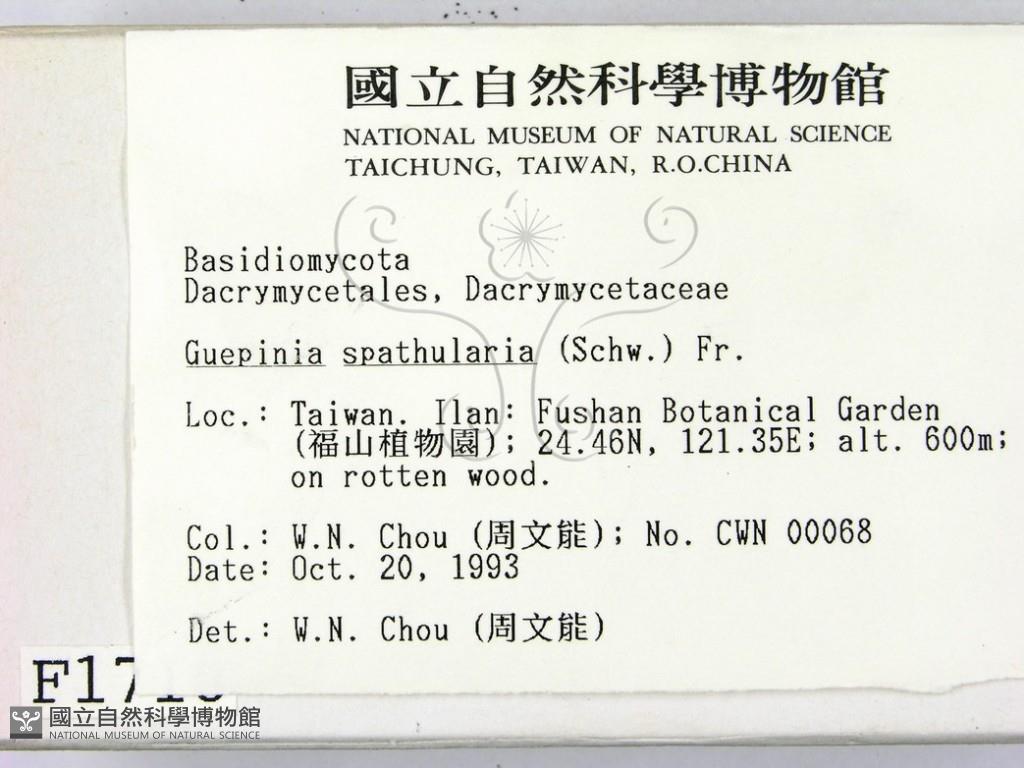 國立自然科學博物館
NATIONAL MUSEUM OF NATURAL SCIENCE
TAICHUNG, TAIWAN, R.O.CHINA
Basidiomycota
Dacrymycetales, Dacrymycetaceae
Guepinia spathularia (Schw.) Fr.
Loc.: Taiwan. Ilan: Fushan Botanical Garden
(福山植物園); 24.46N, 121.35E; alt. 600m;
on rotten wood.
Col.: W.N. Chou (周文能); No. CWN 00068
Date: Oct. 20, 1993
Det.: W.N. Chou (周文能)
國立自然科學博物館
NATIONAL MUSEUM OF NATURAL SCIENCE